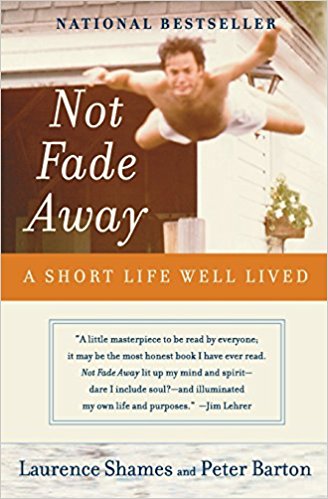 NATIONAL BESTSELLER
Not
Fade
Away
A SHORT LIFE WELL LIVED
"A little masterpiece to be read by everyone;
it may be the most honest book I have ever read.
Not Fade Away lit up my mind and spirit—
dare I include soul?—and illuminated
my own life and purposes." —Jim Lehrer
Laurence Shames and Peter Barton